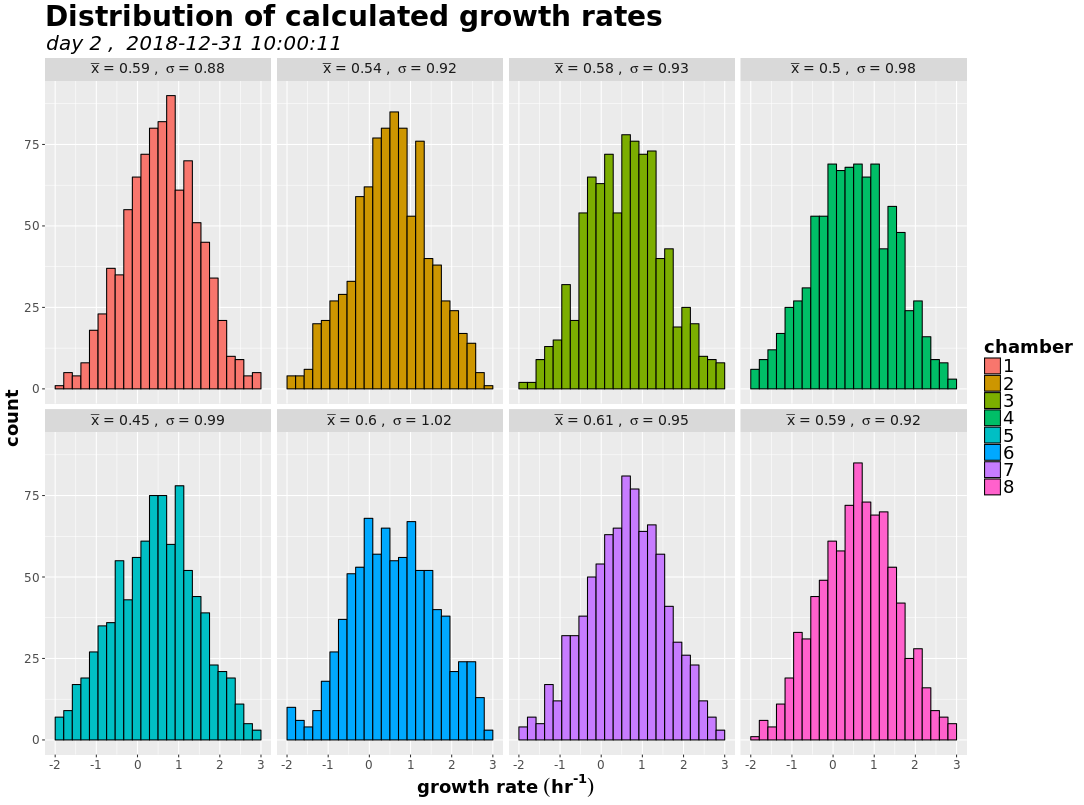 Distribution of calculated growth rates
day 2 ,  2018-12-31 10:00:11
x̅ = 0.59 ,  σ = 0.88
x̅ = 0.54 ,  σ = 0.92
x̅ = 0.58 ,  σ = 0.93
x̅ = 0.5 ,  σ = 0.98
75
50
25
0
x̅ = 0.45 ,  σ = 0.99
x̅ = 0.6 ,  σ = 1.02
x̅ = 0.61 ,  σ = 0.95
x̅ = 0.59 ,  σ = 0.92
75
50
25
0
-2 -1 0 1 2 3
-2 -1 0 1 2 3
-2 -1 0 1 2 3
-2 -1 0 1 2 3
growth rate (hr⁻¹)
count
chamber
1
2
3
4
5
6
7
8